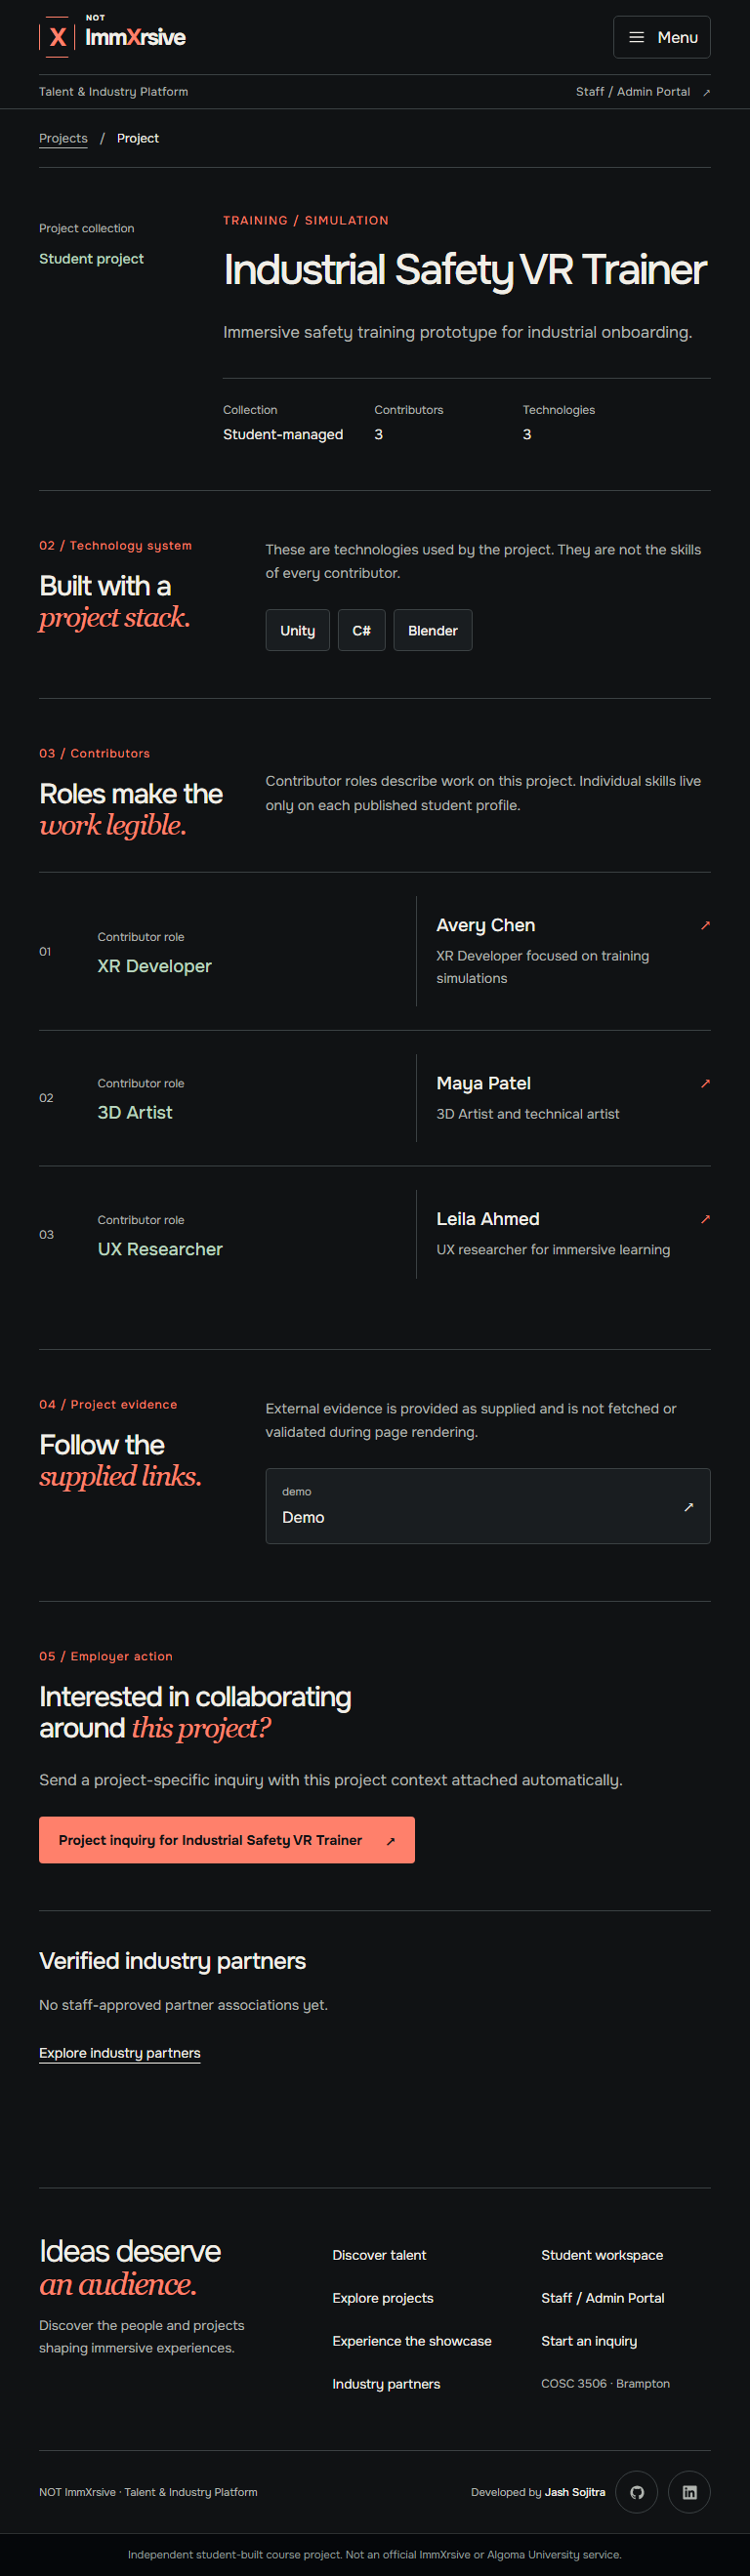 NOT
X
ImmXrsive
Menu
Talent & Industry Platform
Staff / Admin Portal ↗
Projects / Project
Project collection
Student project
TRAINING / SIMULATION
Industrial Safety VR Trainer
Immersive safety training prototype for industrial onboarding.
Collection
Student-managed
Contributors
3
Technologies
3
02 / Technology system
Built with a
project stack.
These are technologies used by the project. They are not the skills
of every contributor.
Unity
C#
Blender
03 / Contributors
Roles make the
work legible.
Contributor roles describe work on this project. Individual skills live
only on each published student profile.
01
Contributor role
XR Developer
Avery Chen ↗
XR Developer focused on training
simulations
02
Contributor role
3D Artist
Maya Patel ↗
3D Artist and technical artist
03
Contributor role
UX Researcher
Leila Ahmed ↗
UX researcher for immersive learning
04 / Project evidence
Follow the
supplied links.
External evidence is provided as supplied and is not fetched or
validated during page rendering.
demo
Demo ↗
05 / Employer action
Interested in collaborating
around this project?
Send a project-specific inquiry with this project context attached automatically.
Project inquiry for Industrial Safety VR Trainer ↗
Verified industry partners
No staff-approved partner associations yet.
Explore industry partners
Ideas deserve
an audience.
Discover the people and projects
shaping immersive experiences.
Discover talent
Explore projects
Experience the showcase
Industry partners
Student workspace
Staff / Admin Portal
Start an inquiry
COSC 3506 · Brampton
NOT ImmXrsive · Talent & Industry Platform
Developed by Jash Sojitra
in
Independent student-built course project. Not an official ImmXrsive or Algoma University service.